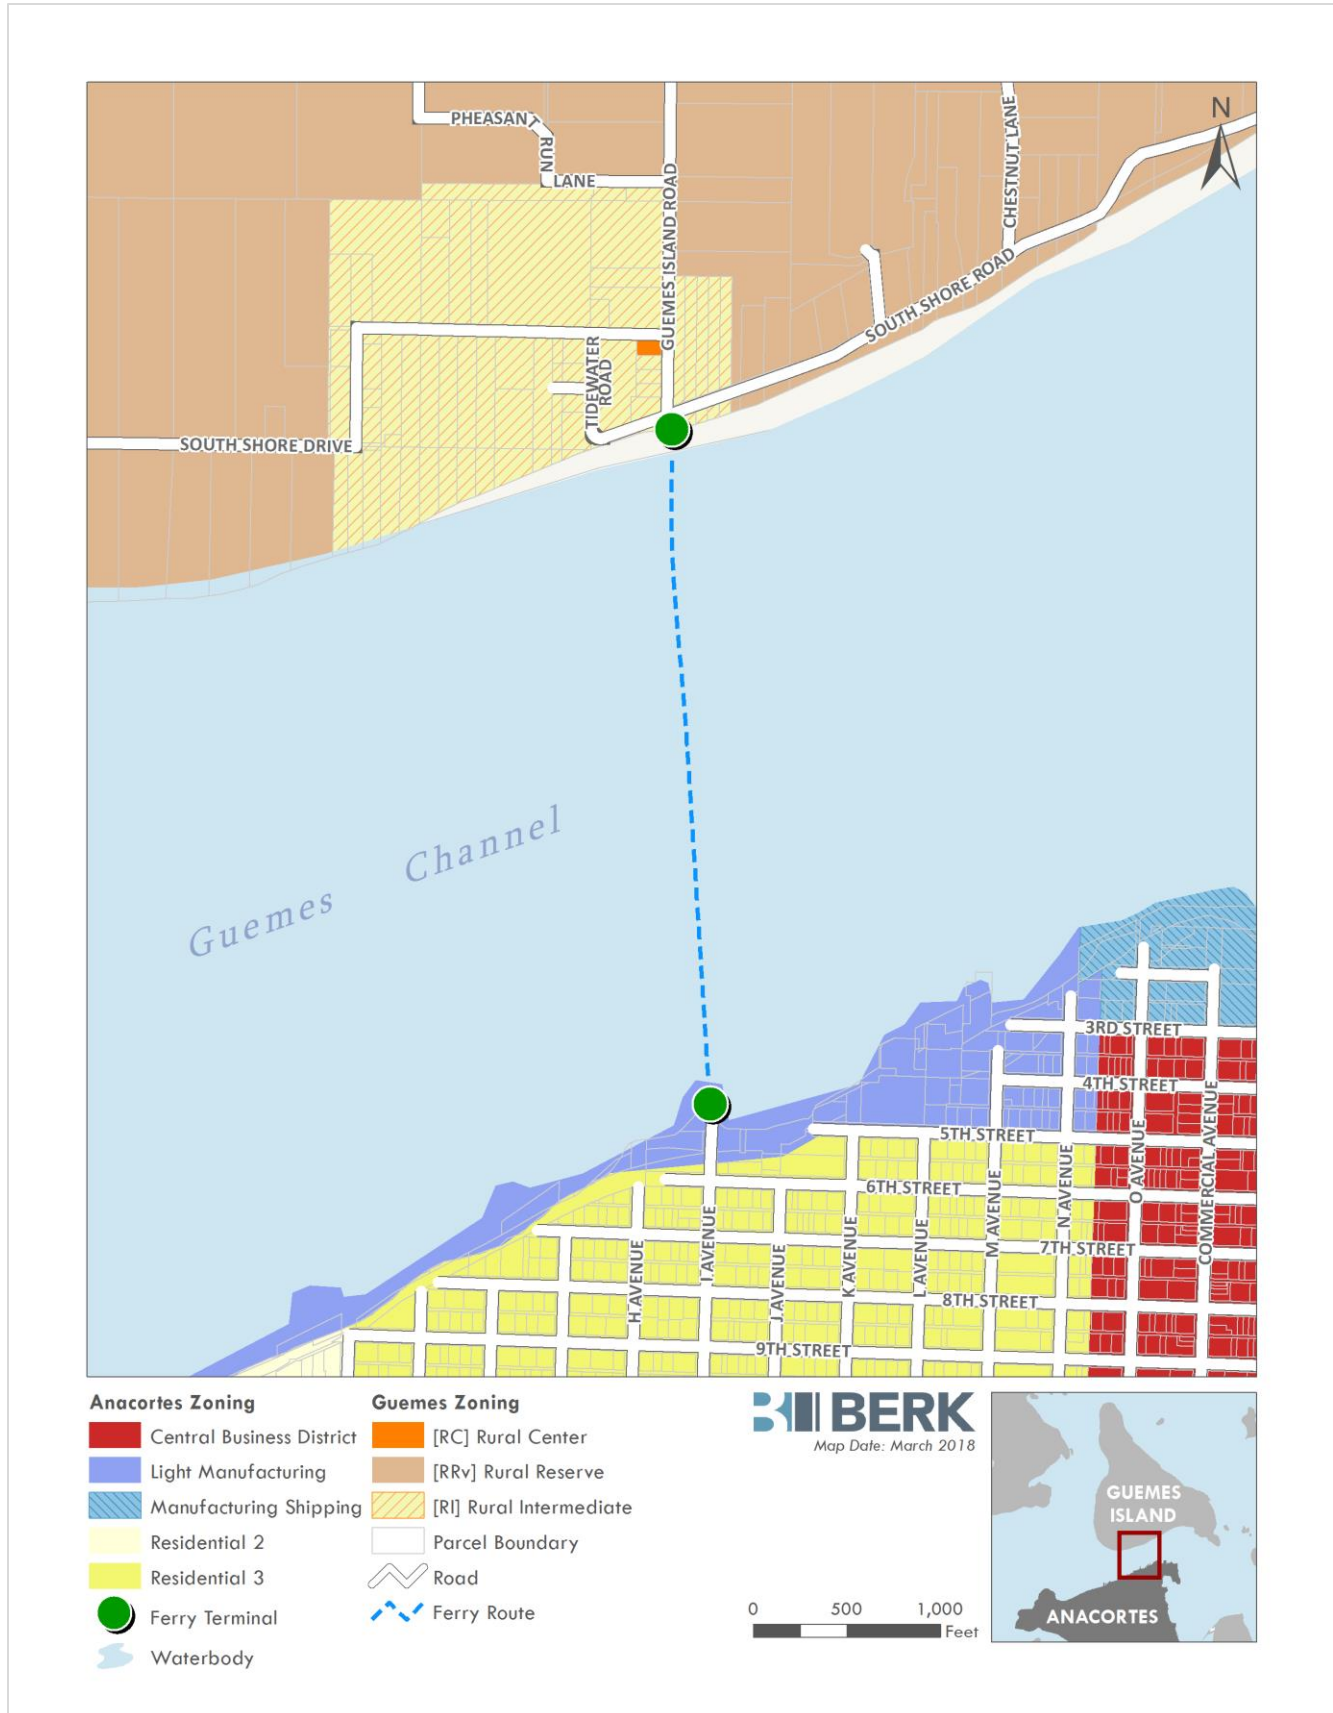 N
PHEASANT
RUN
LANE
GUEMES ISLAND ROAD
CHESTNUT LANE
SOUTH SHORE ROAD
TIDEWATER
ROAD
SOUTH SHORE DRIVE
Guemes Channel
3RD STREET
4TH STREET
5TH STREET
6TH STREET
7TH STREET
8TH STREET
9TH STREET
H AVENUE
I AVENUE
J AVENUE
K AVENUE
L AVENUE
M AVENUE
N AVENUE
O AVENUE
COMMERCIAL AVENUE
Anacortes Zoning
Central Business District
Light Manufacturing
Manufacturing Shipping
Residential 2
Residential 3
Ferry Terminal
Waterbody
Guemes Zoning
[RC] Rural Center
[RRv] Rural Reserve
[RI] Rural Intermediate
Parcel Boundary
Road
Ferry Route
BERK
Map Date: March 2018
0 500 1,000
Feet
GUEMES
ISLAND
ANACORTES